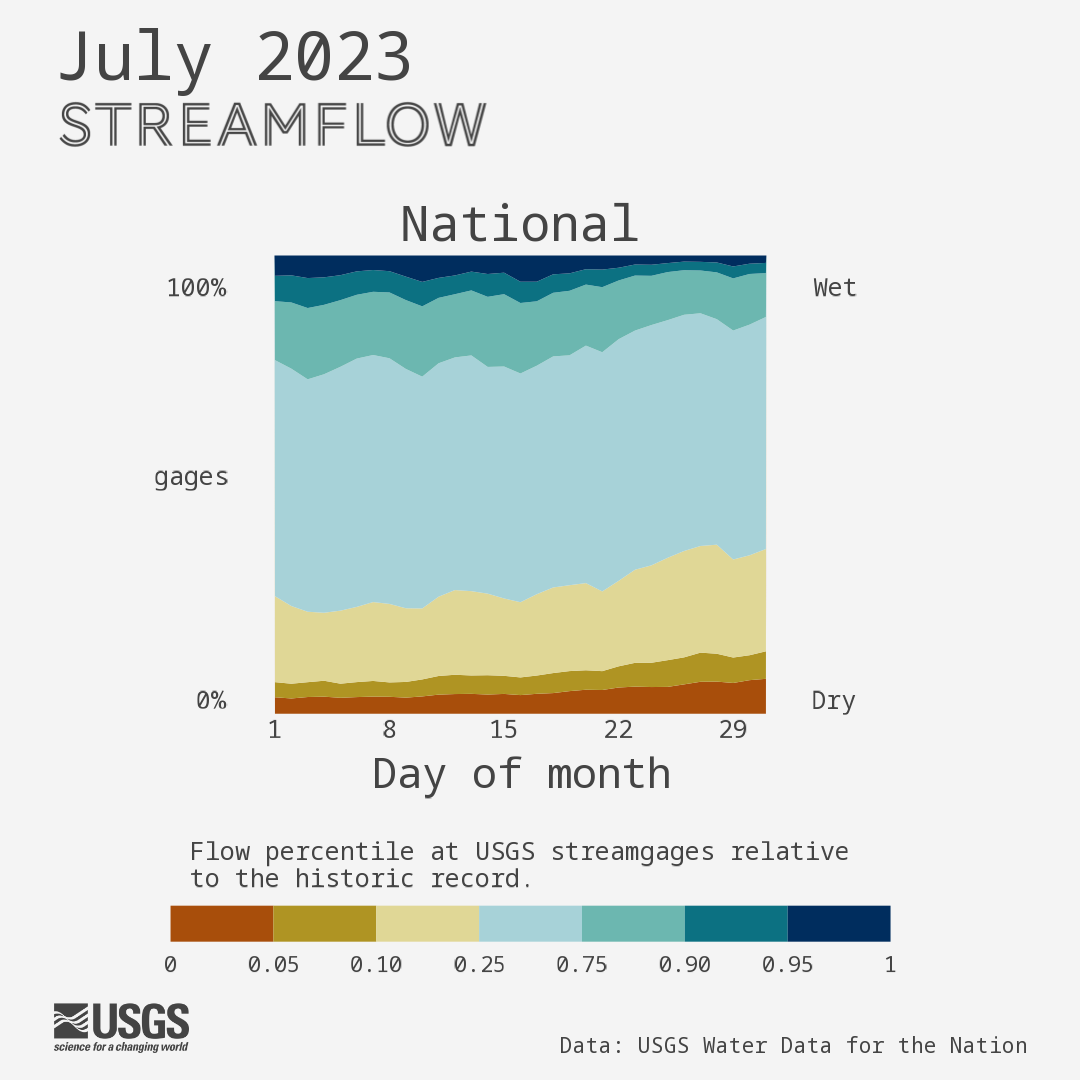 July 2023
STREAMFLOW
National
100%
Wet
gages
0%
Dry
1 8 15 22 29
Day of month
Flow percentile at USGS streamgages relative
to the historic record.
0 0.05 0.10 0.25 0.75 0.90 0.95 1
USGS
science for a changing world
Data: USGS Water Data for the Nation